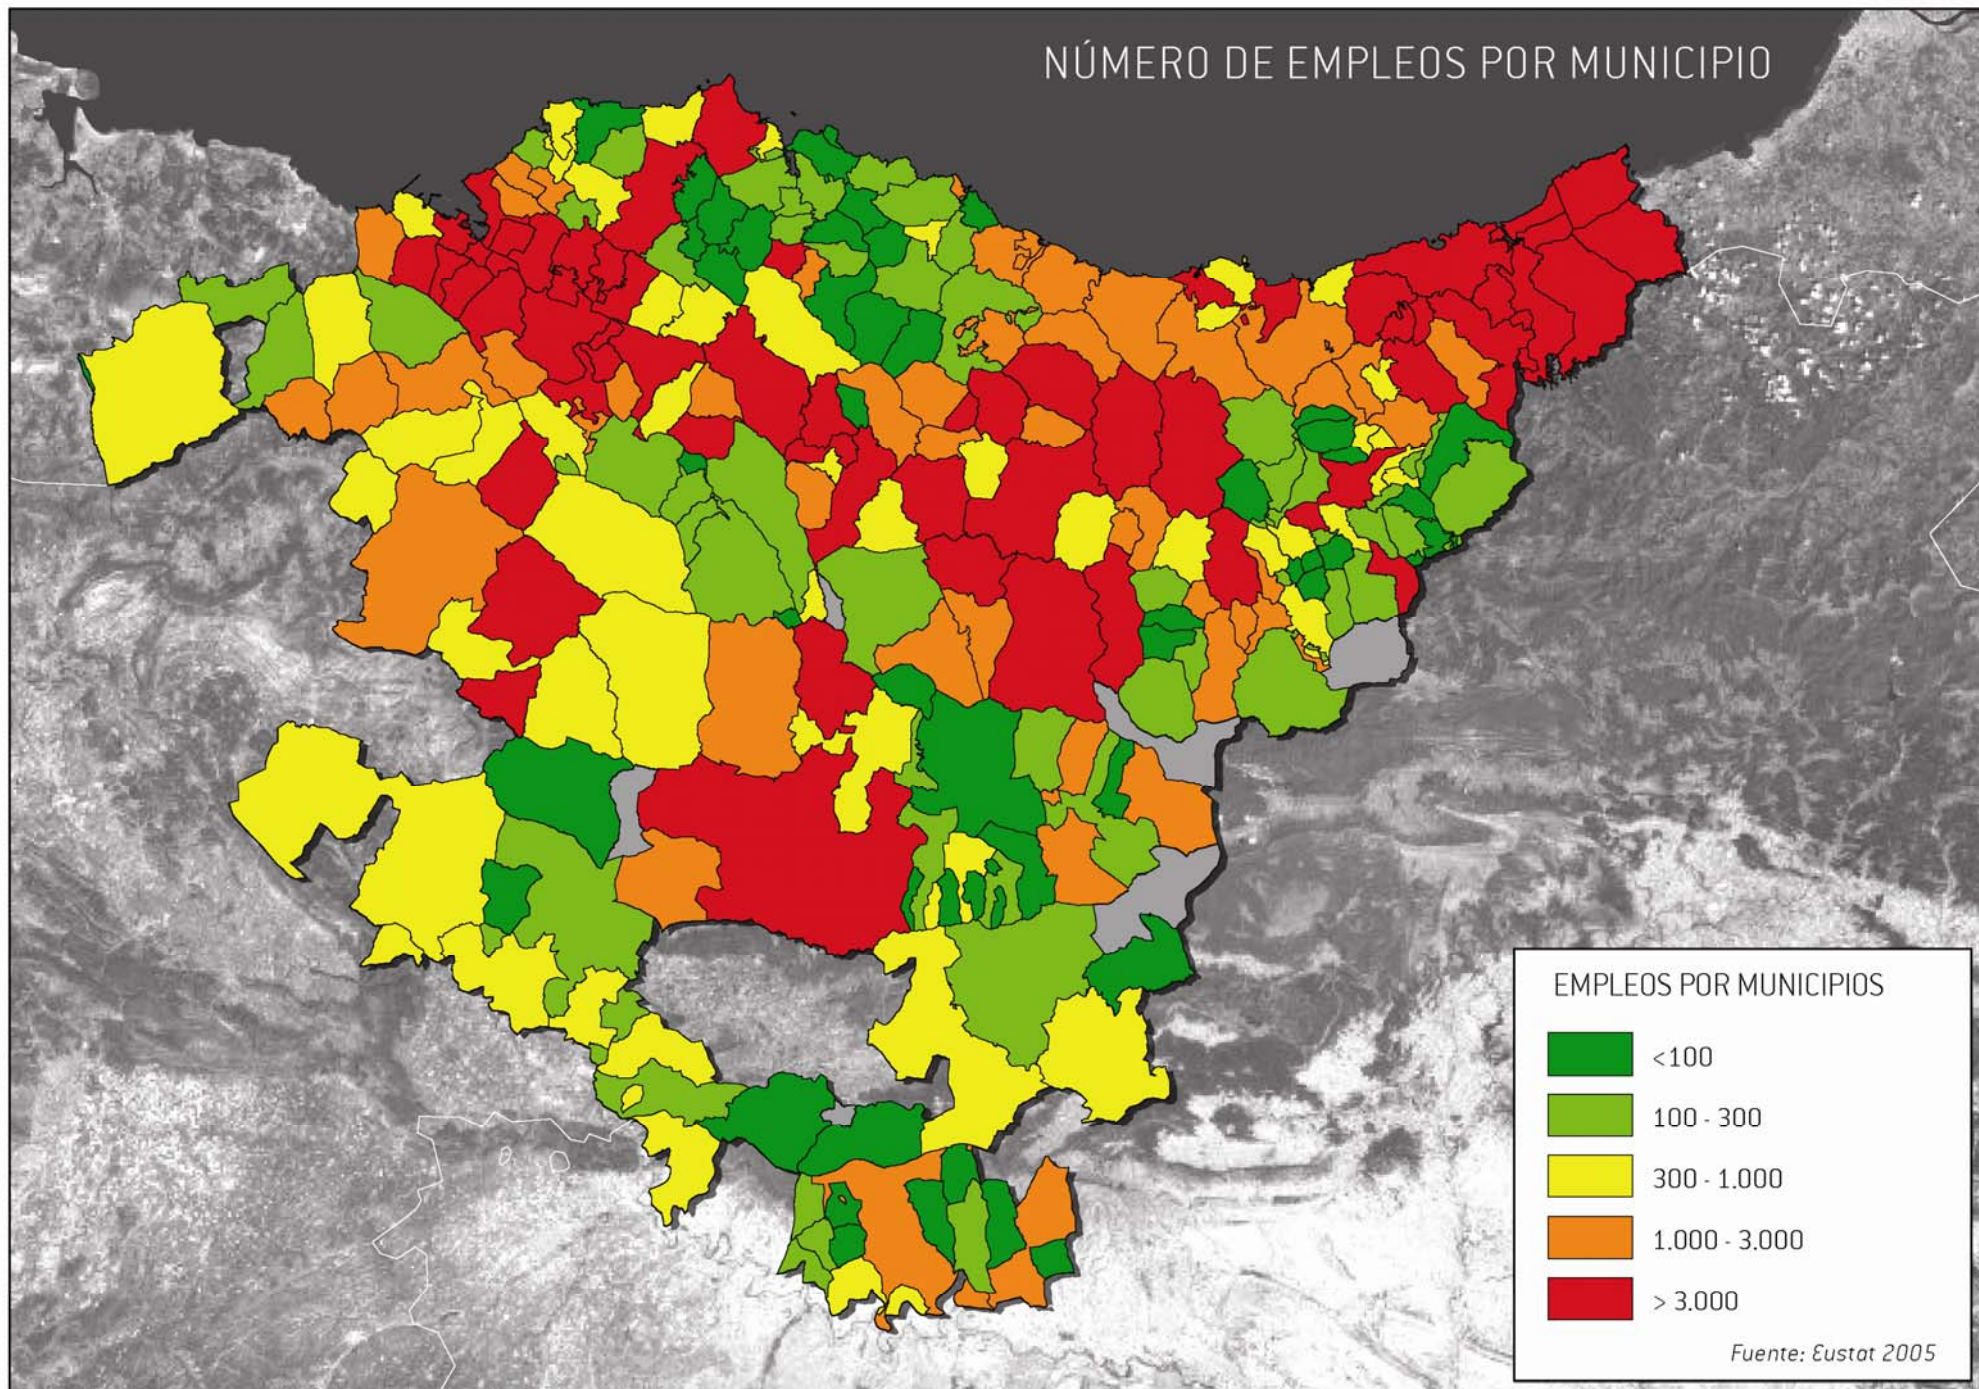 NÚMERO DE EMPLEOS POR MUNICIPIO
EMPLEOS POR MUNICIPIOS
<100
100 - 300
300 - 1.000
1.000 - 3.000
> 3.000
Fuente: Eustat 2005